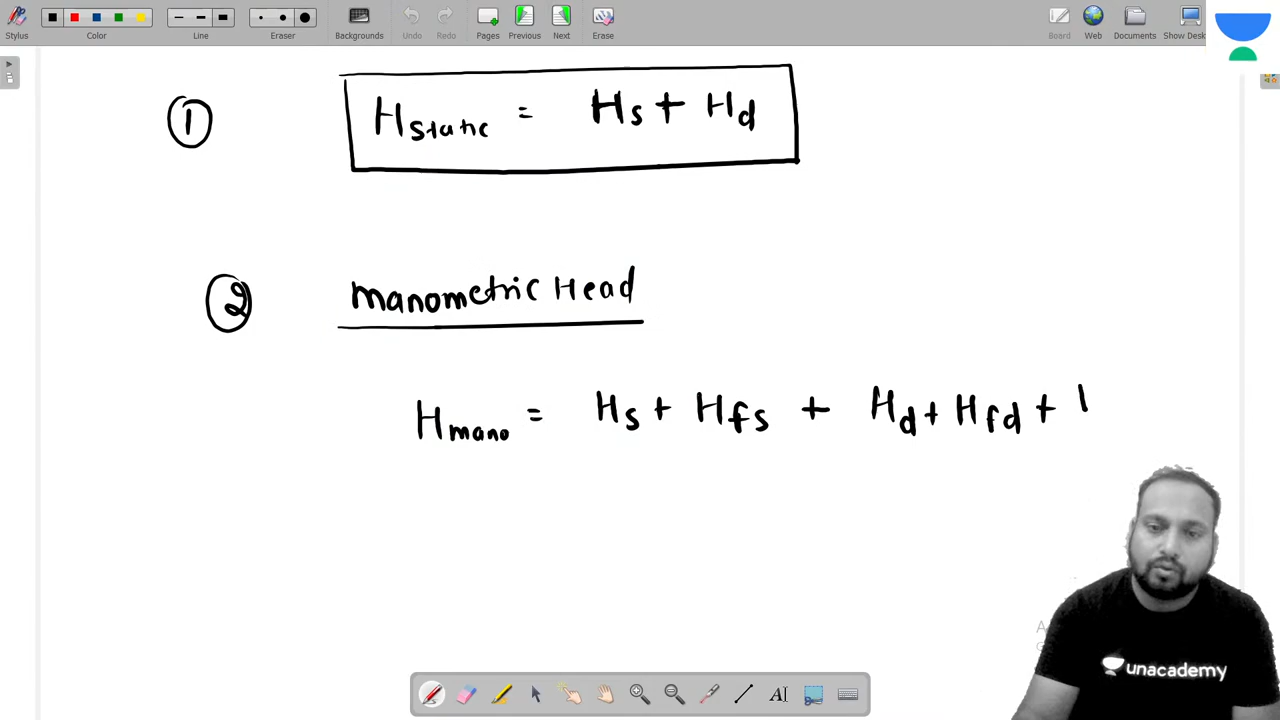 Stylus
Color
Line
Eraser
Backgrounds
Undo
Redo
Pages
Previous
Next
Erase
Board
Web
Documents
Show Desk
① Hstatic = Hs + Hd
② Manometric Head
Hmano = Hs + Hfs + Hd + Hfd +
unacademy